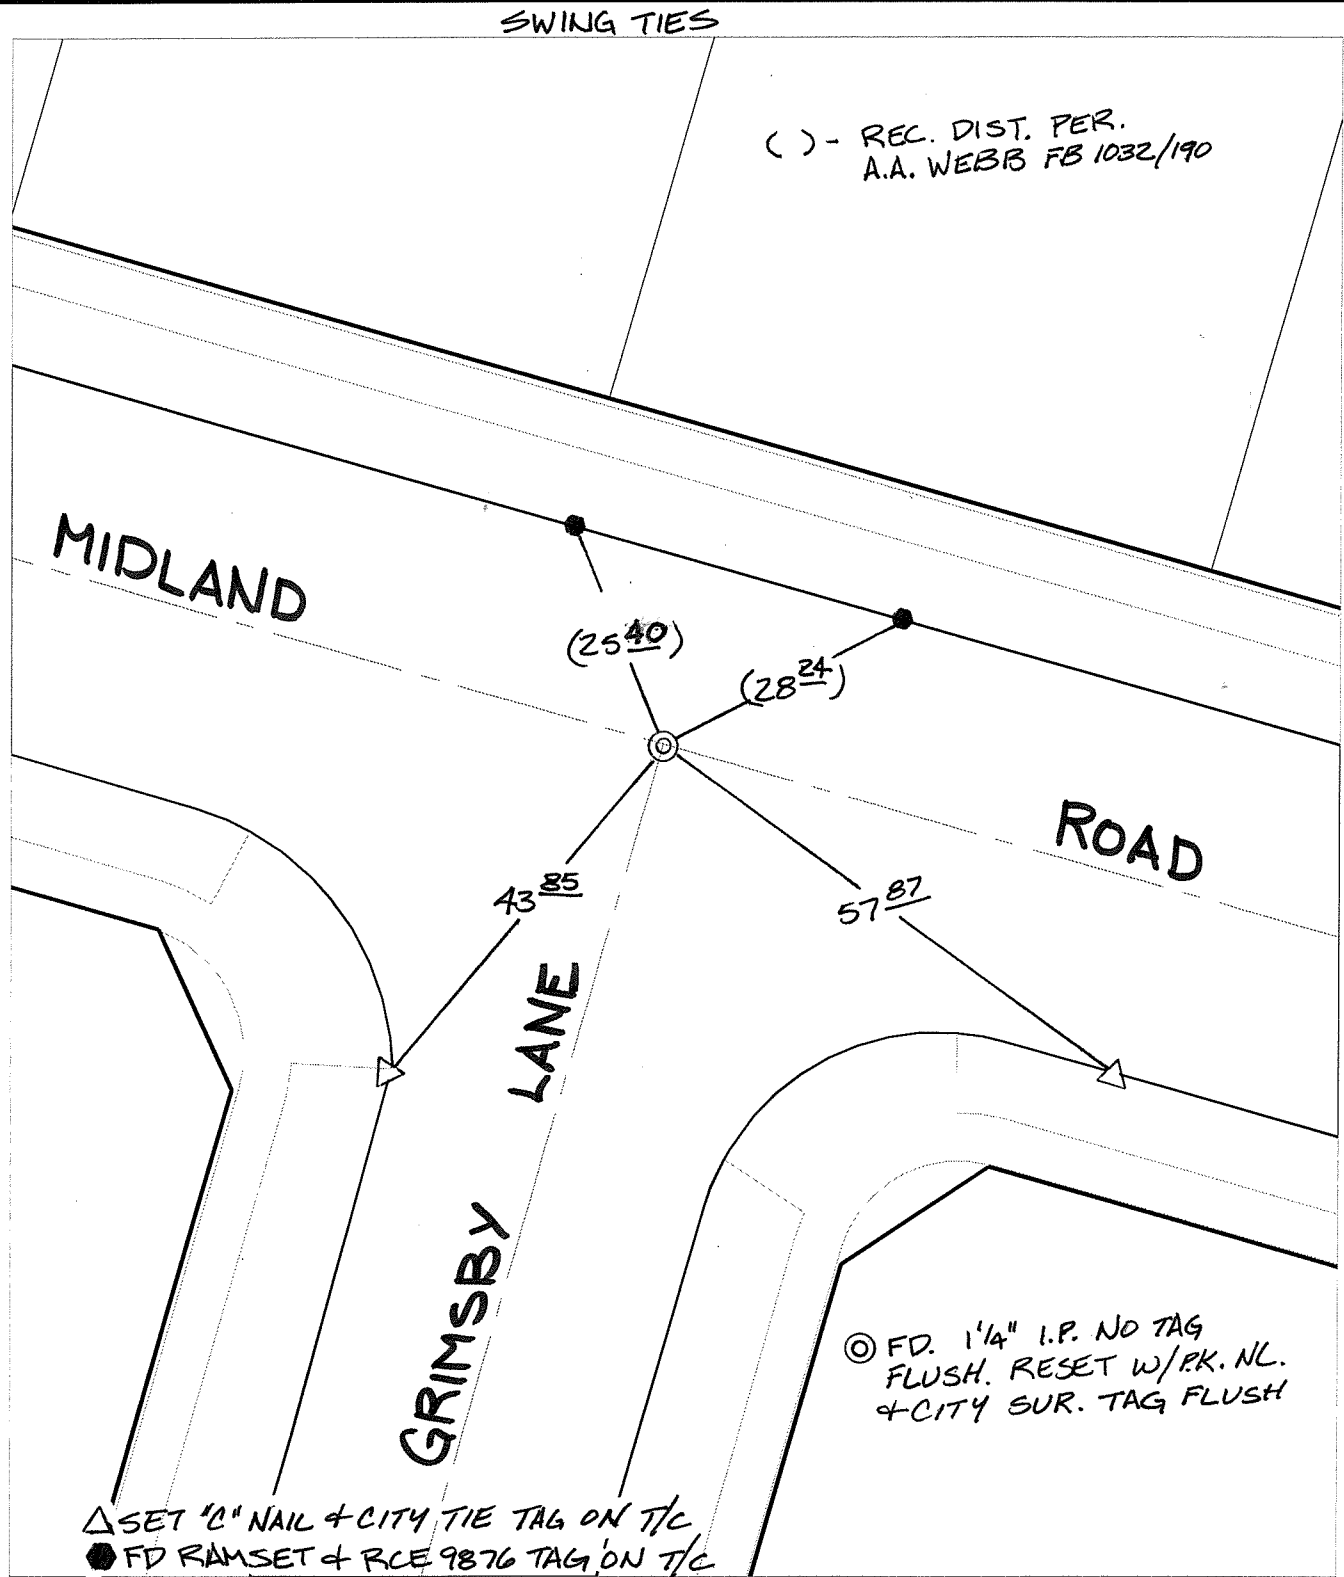 SWING TIES
( ) - REC. DIST. PER.
A.A. WEBB FB 1032/190
MIDLAND
(25 40)
(28 24)
ROAD
43 85
57 87
LANE
GRIMSBY
FD. 1 1/4" I.P. NO TAG
FLUSH. RESET W/P.K. NL.
& CITY SUR. TAG FLUSH
SET "C" NAIL & CITY TIE TAG ON T/C
FD RAMSET & RCE 9876 TAG ON T/C